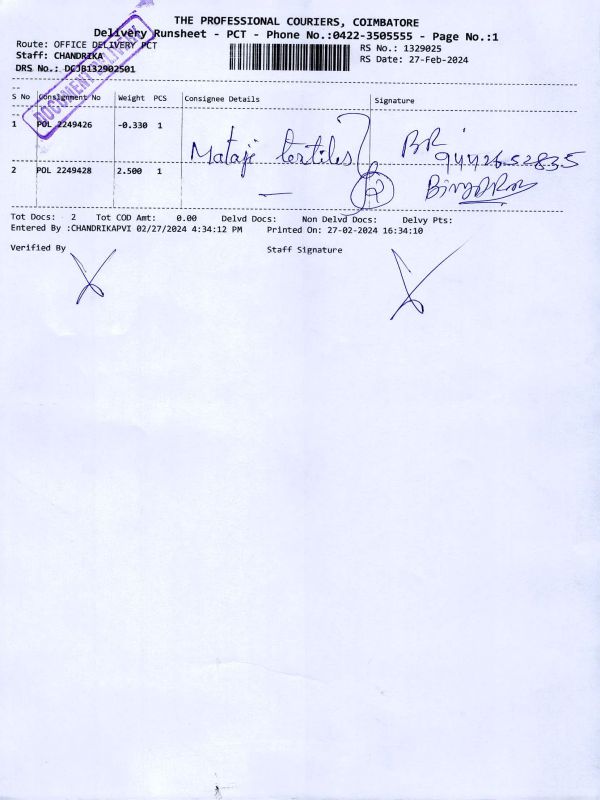 THE PROFESSIONAL COURIERS, COIMBATORE
Delivery Runsheet - PCT - Phone No.:0422-3505555 - Page No.:1
Route: OFFICE DELIVERY PCT
RS No.: 1329025
Staff: CHANDRIKA
RS Date: 27-Feb-2024
DRS No.: DCJB132902501
DOCUMENT DELIVERY
S No Consignment No Weight PCS Consignee Details Signature
1 POL 2249426 -0.330 1
Mataji textiles
BR
9442652835
2 POL 2249428 2.500 1
Tot Docs: 2 Tot COD Amt: 0.00 Delvd Docs: Non Delvd Docs: Delvy Pts:
Entered By :CHANDRIKAPVI 02/27/2024 4:34:12 PM Printed On: 27-02-2024 16:34:10
Verified By Staff Signature